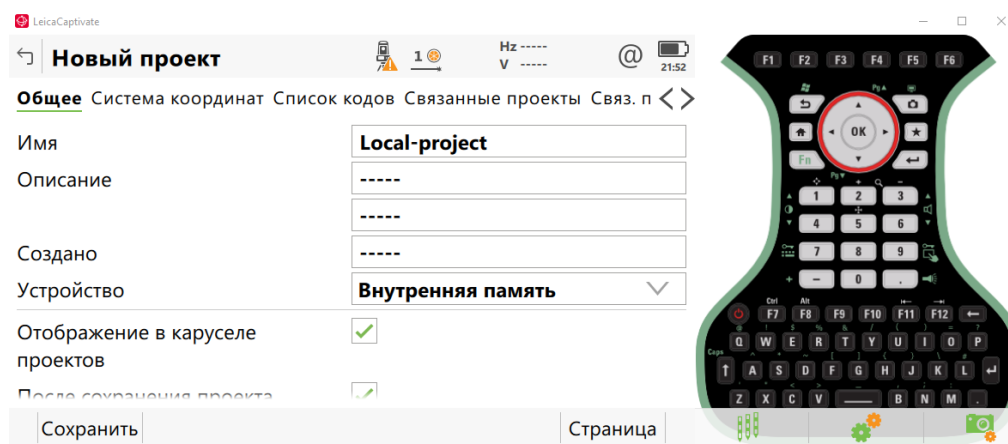 LeicaCaptivate
Новый проект
1
Hz -----
V -----
@
21:52
Общее Система координат Список кодов Связанные проекты Связ. п
Имя
Local-project
Описание
-----
-----
Создано
-----
Устройство
Внутренняя память
Отображение в каруселе
проектов
После сохранения проекта
Сохранить
Страница
F1 F2 F3 F4 F5 F6
Pg▲
OK
Fn
Pg▼
+ -
1 2 3
4 5 6
7 8 9
+ - 0 .
Ctrl Alt
F7 F8 F9 F10 F11 F12
Q W E R T Y U I O P
Caps
A S D F G H J K L
Z X C V B N M .